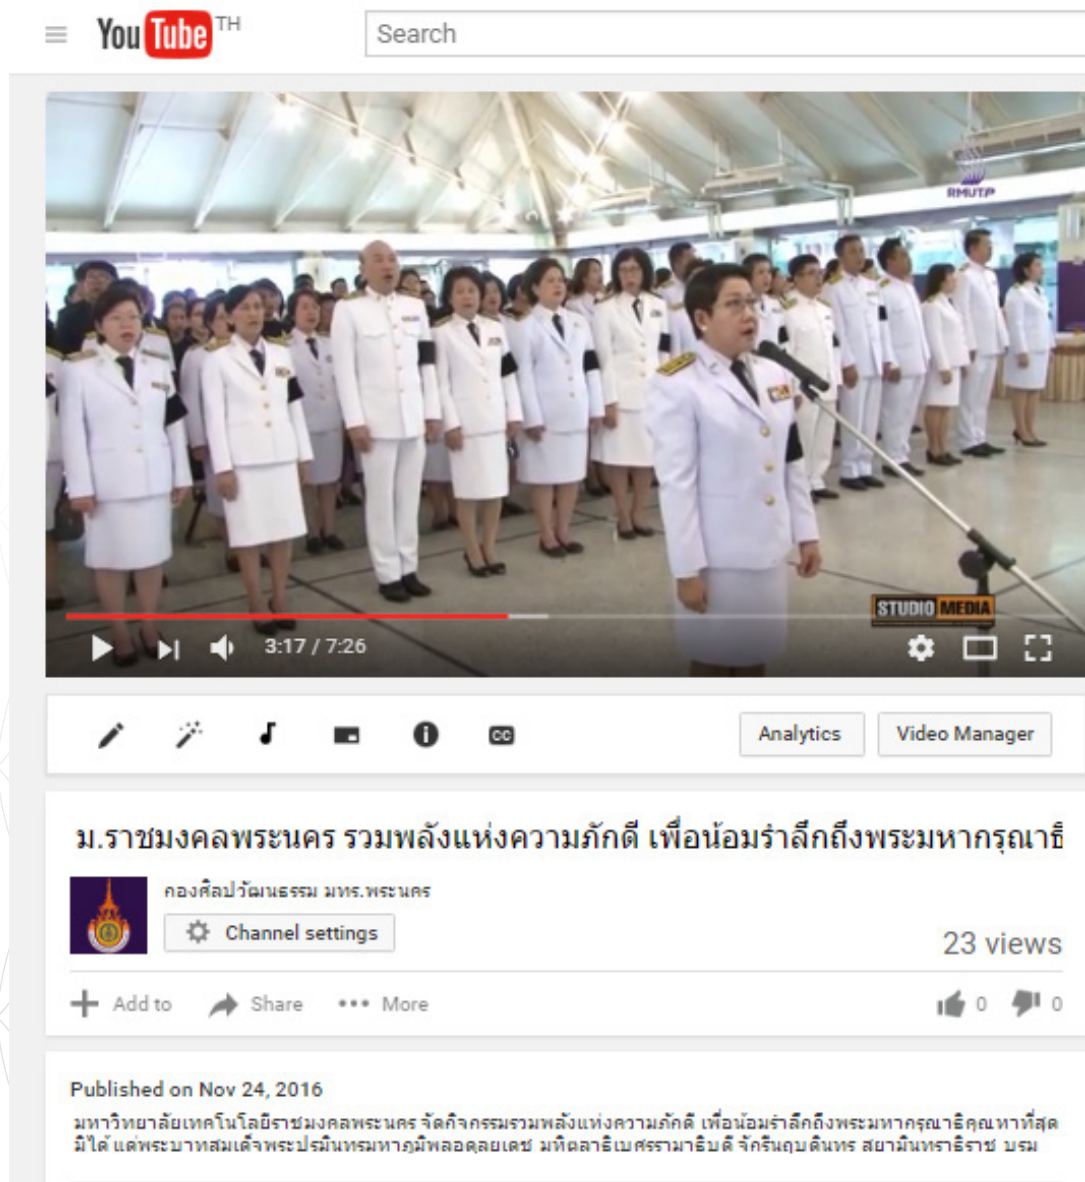 YouTube TH
Search
RMUTP
STUDIO MEDIA
3:17 / 7:26
CC
Analytics
Video Manager
ม.ราชมงคลพระนคร รวมพลังแห่งความภักดี เพื่อน้อมรำลึกถึงพระมหากรุณาธิ
กองศิลปวัฒนธรรม มทร.พระนคร
Channel settings
23 views
Add to Share More 0 0
Published on Nov 24, 2016
มหาวิทยาลัยเทคโนโลยีราชมงคลพระนคร จัดกิจกรรมรวมพลังแห่งความภักดี เพื่อน้อมรำลึกถึงพระมหากรุณาธิคุณหาที่สุด
มิได้ แด่พระบาทสมเด็จพระปรมินทรมหาภูมิพลอดุลยเดช มหิตลาธิเบศรรามาธิบดี จักรีนฤบดินทร สยามินทราธิราช บรม